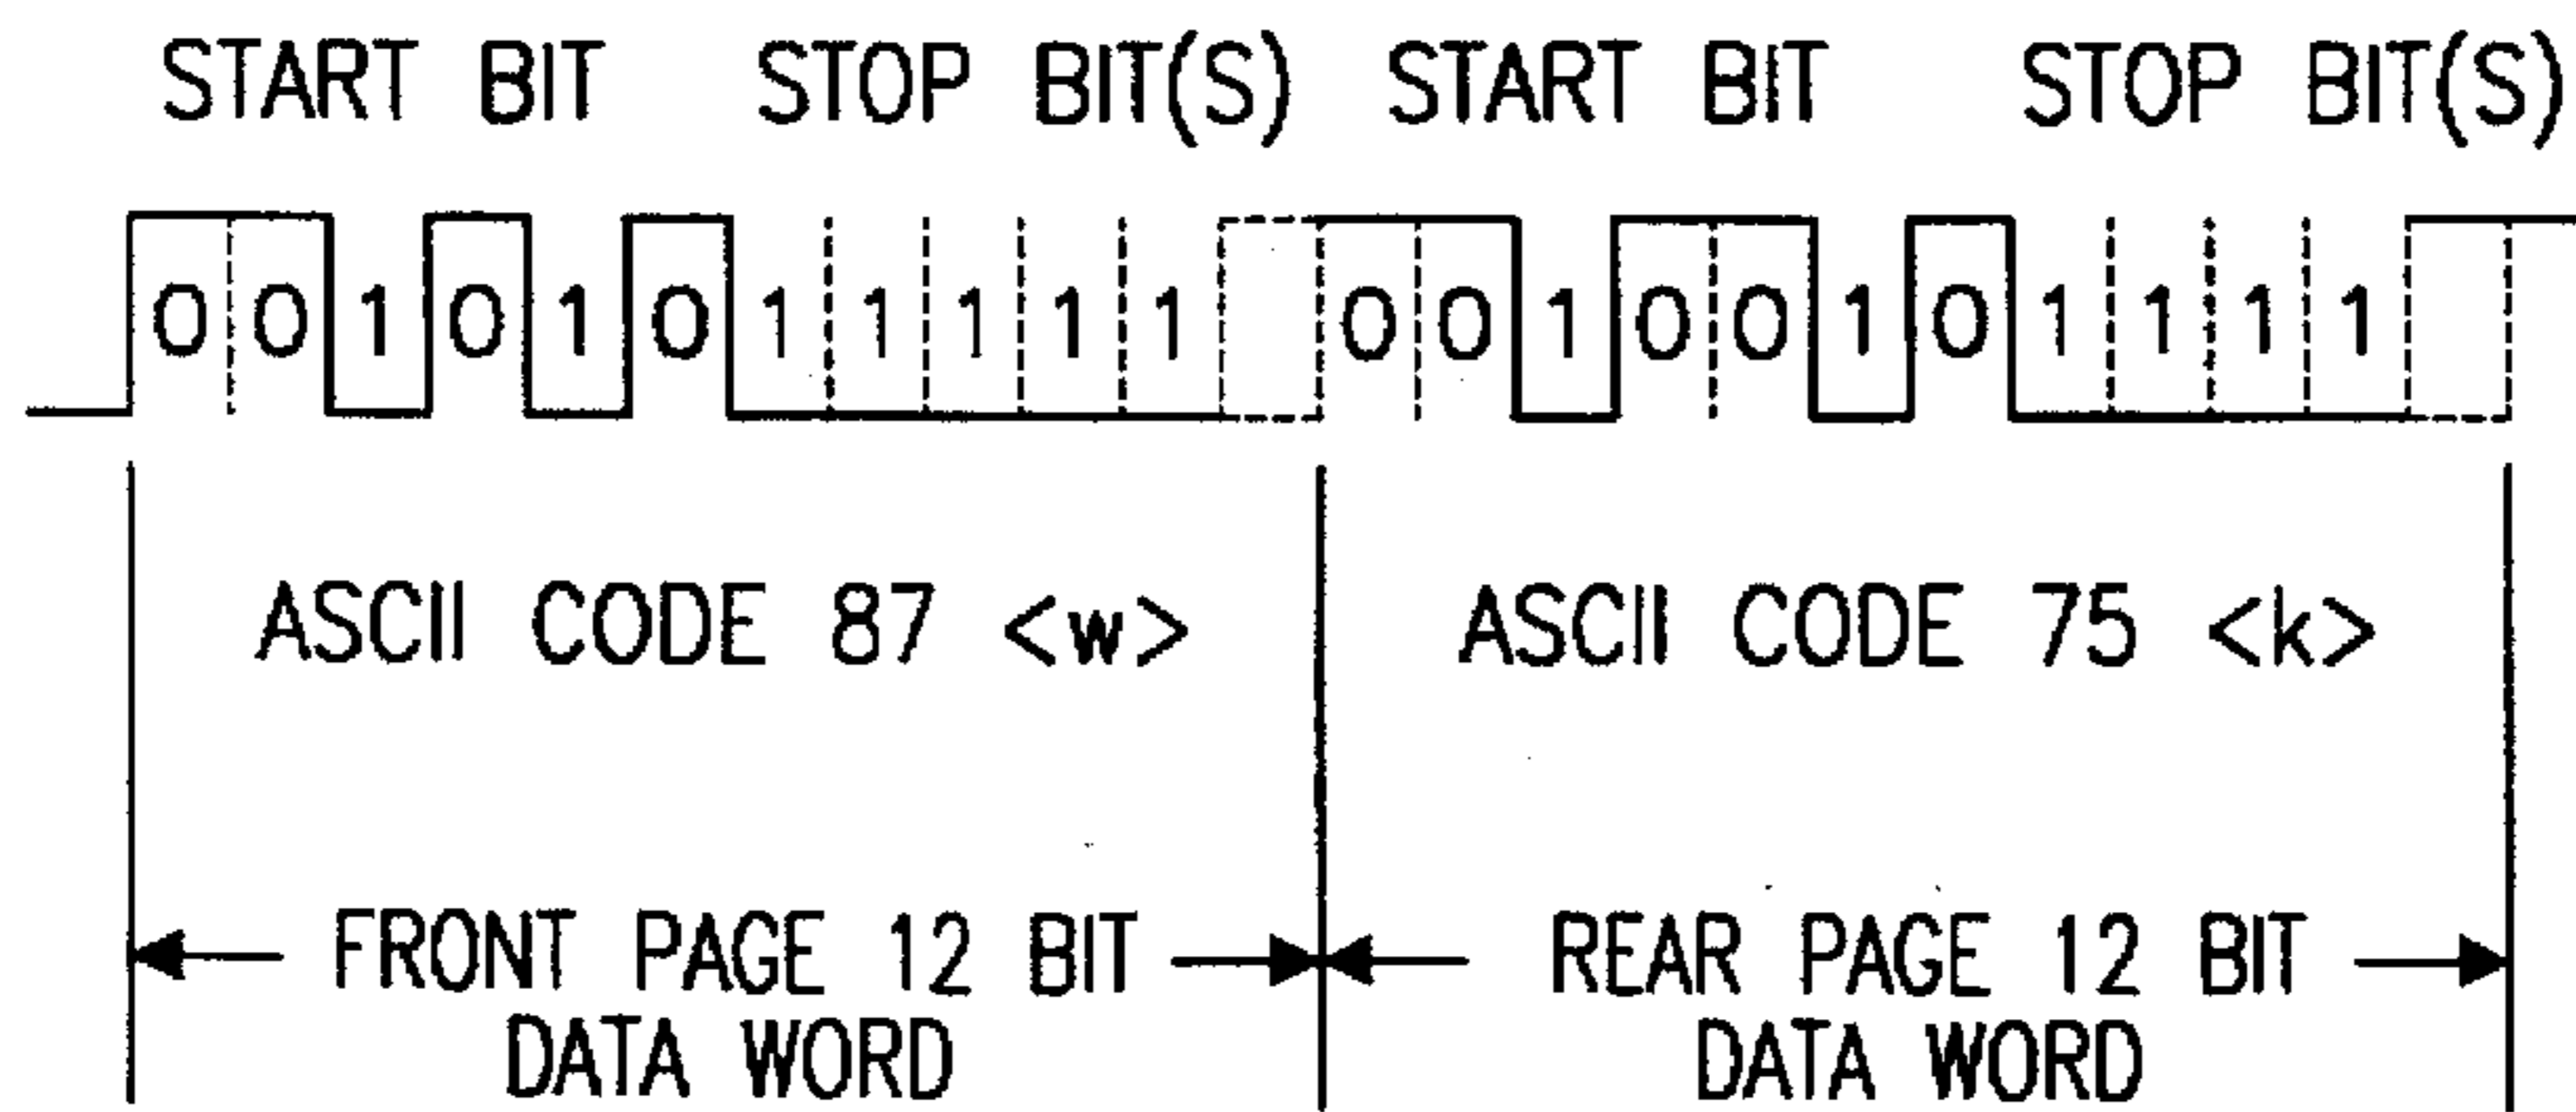 START BIT STOP BIT(S) START BIT STOP BIT(S)
0 0 1 0 1 0 1 1 1 1 1 0 0 1 0 0 1 0 1 1 1 1
ASCII CODE 87 <w> ASCII CODE 75 <k>
FRONT PAGE 12 BIT REAR PAGE 12 BIT
DATA WORD DATA WORD